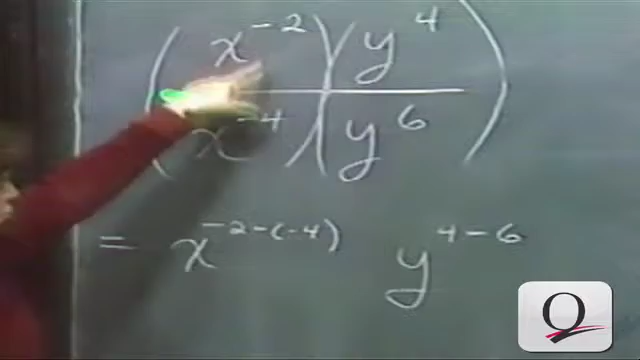 (x⁻²)(y⁴)
(x⁻⁴)(y⁶)
= x⁻²⁻⁽⁻⁴⁾ y⁴⁻⁶
Q